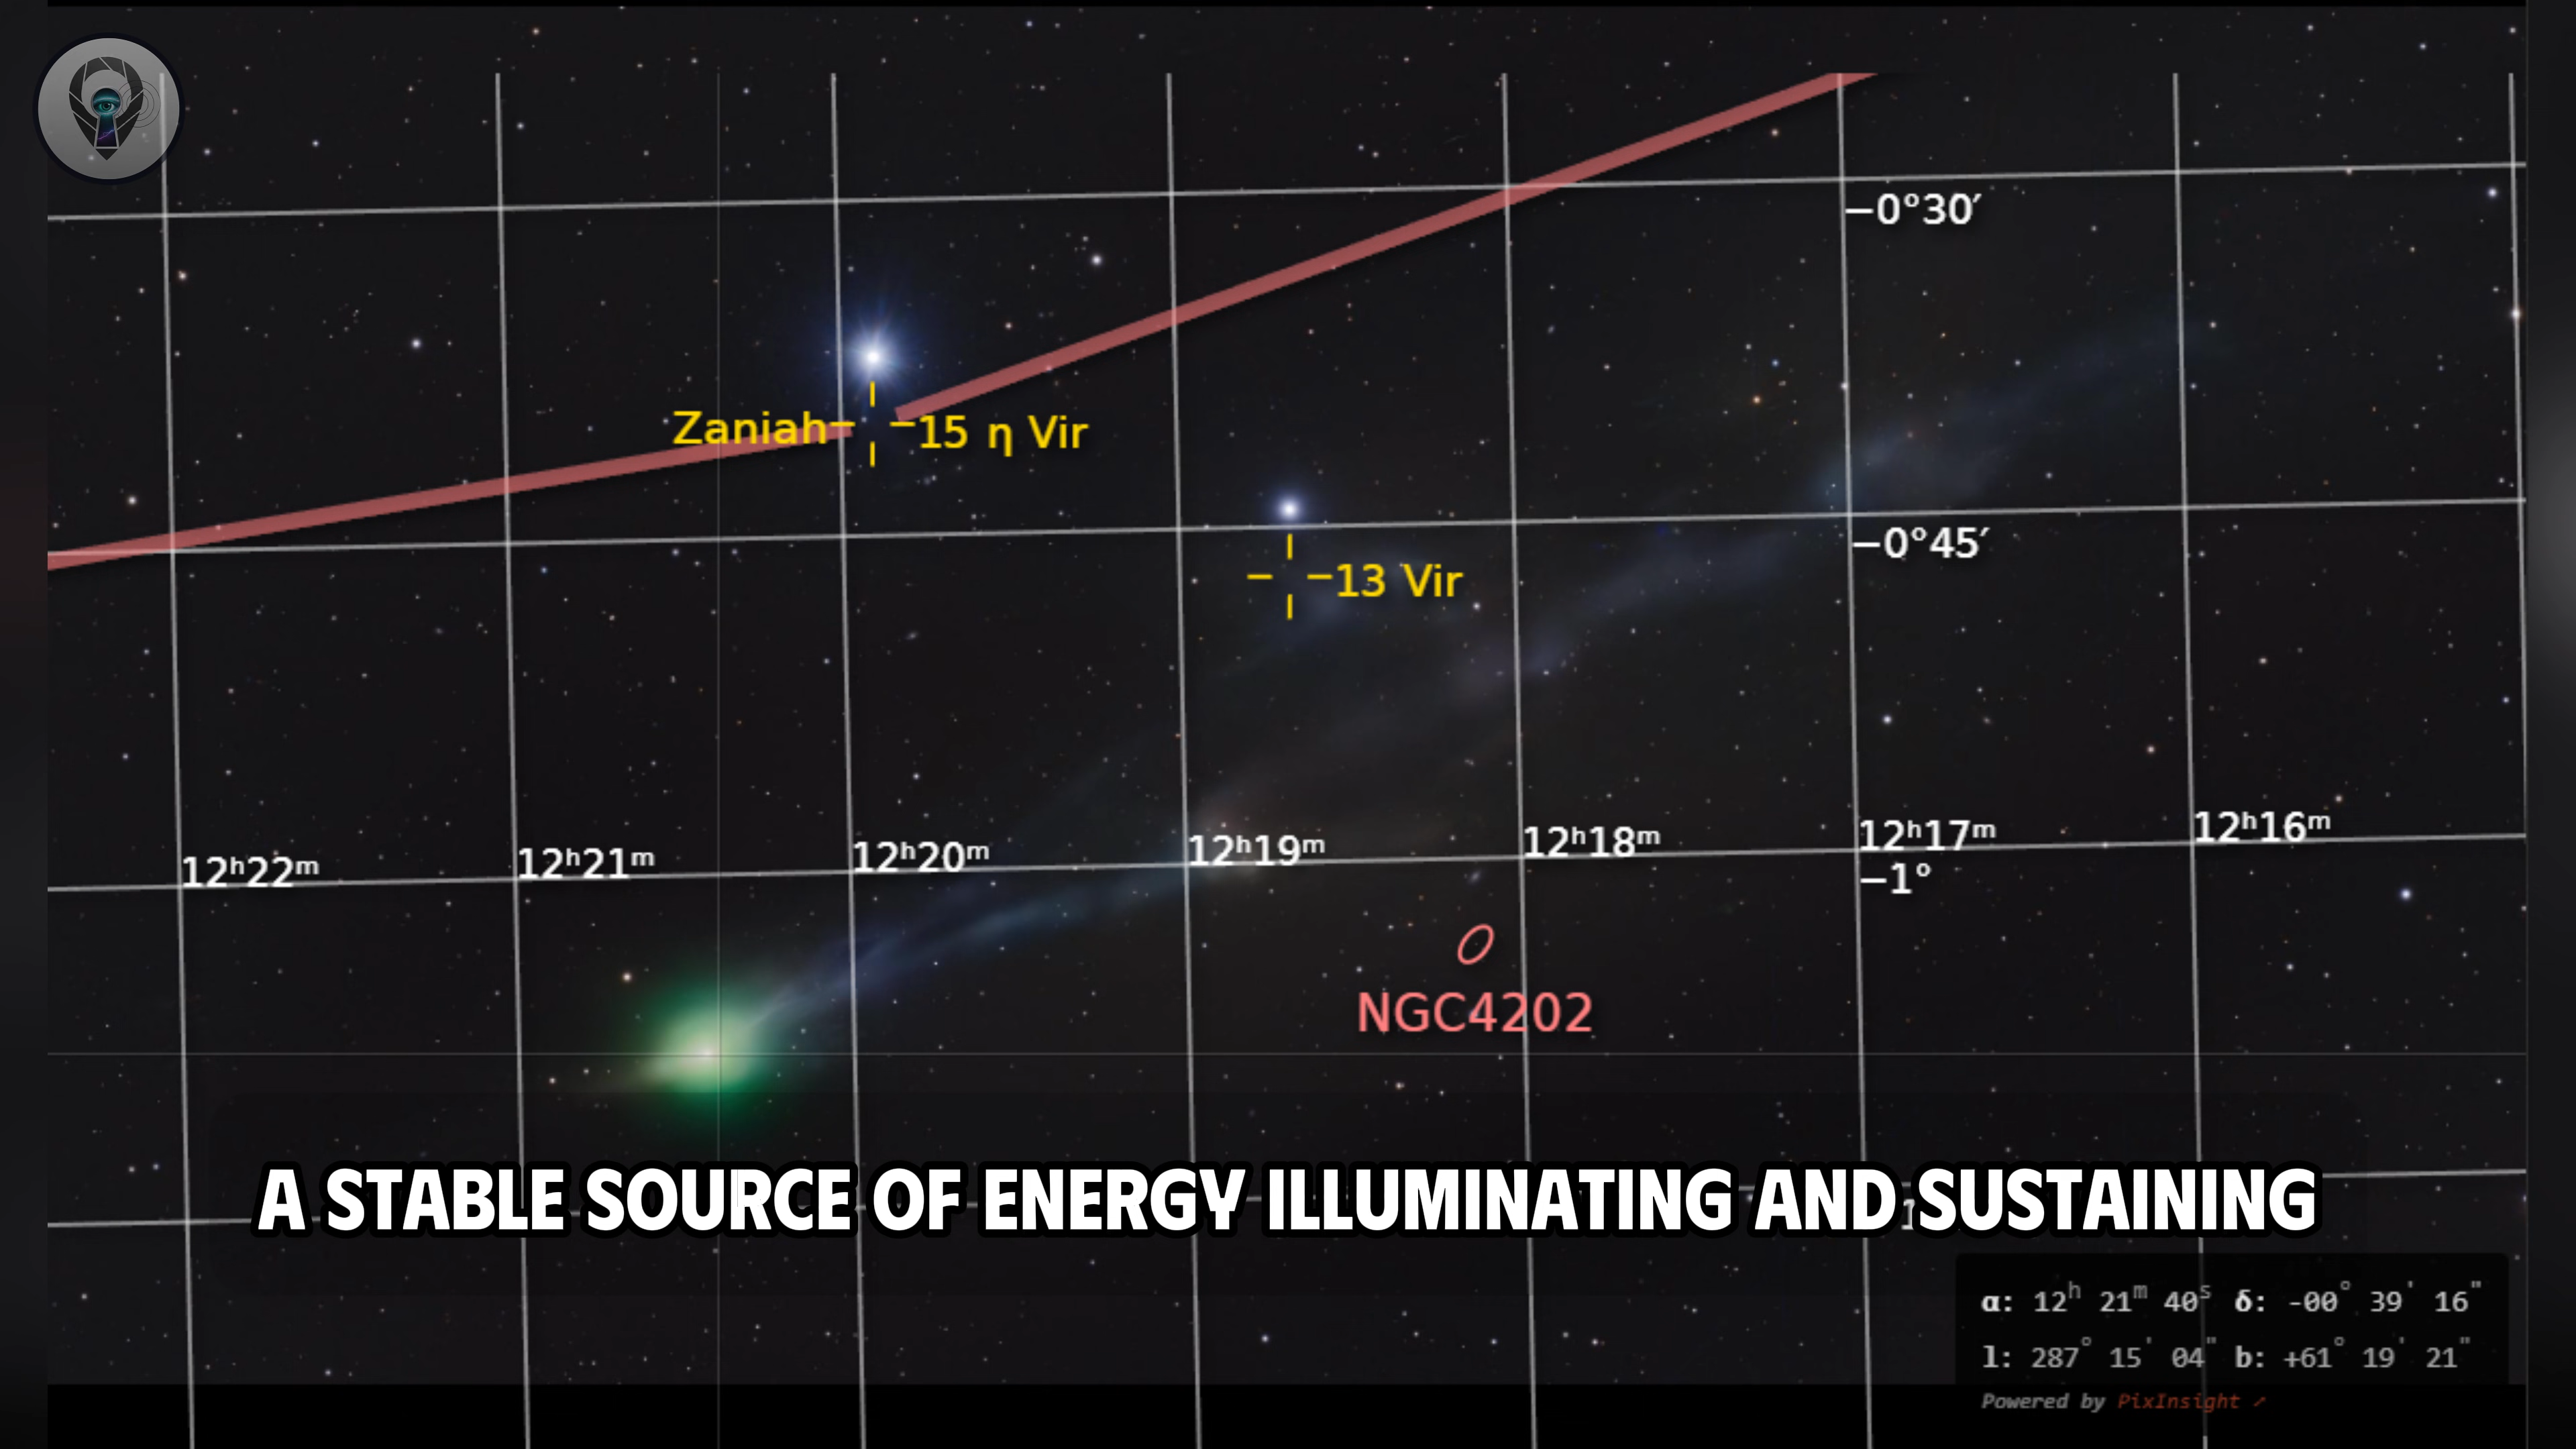 −0°30′
Zaniah
15 η Vir
−0°45′
13 Vir
12ʰ22ᵐ
12ʰ21ᵐ
12ʰ20ᵐ
12ʰ19ᵐ
12ʰ18ᵐ
12ʰ17ᵐ
12ʰ16ᵐ
−1°
NGC4202
A STABLE SOURCE OF ENERGY ILLUMINATING AND SUSTAINING
α: 12ʰ 21ᵐ 40ˢ δ: -00° 39' 16"
l: 287° 15' 04" b: +61° 19' 21"
Powered by PixInsight ↗